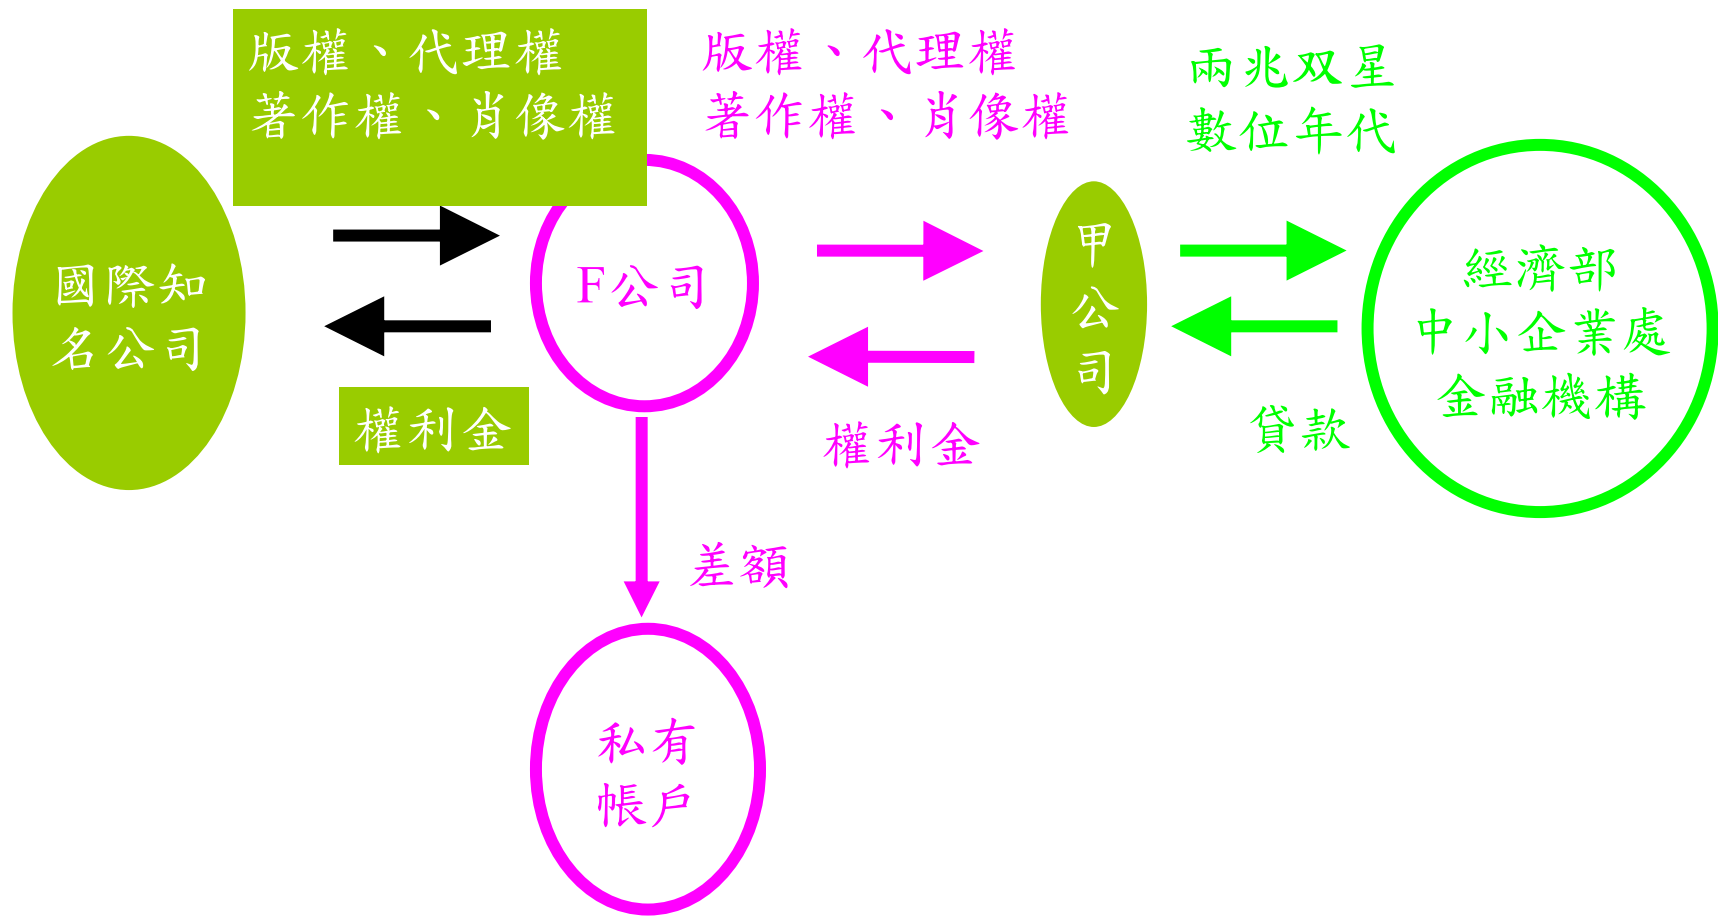 版權、代理權
著作權、肖像權
版權、代理權
著作權、肖像權
兩兆双星
數位年代
國際知
名公司
F公司
甲
公
司
經濟部
中小企業處
金融機構
權利金
權利金
貸款
差額
私有
帳戶